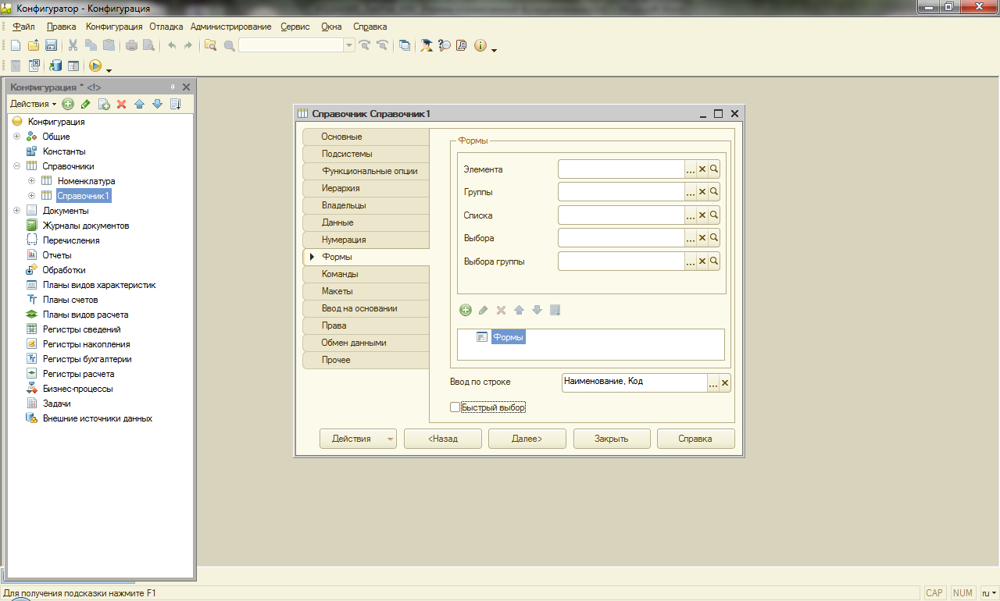 Конфигуратор - Конфигурация
Файл Правка Конфигурация Отладка Администрирование Сервис Окна Справка
Конфигурация * <!>
Действия
Конфигурация
Общие
Константы
Справочники
Номенклатура
Справочник1
Документы
Журналы документов
Перечисления
Отчеты
Обработки
Планы видов характеристик
Планы счетов
Планы видов расчета
Регистры сведений
Регистры накопления
Регистры бухгалтерии
Регистры расчета
Бизнес-процессы
Задачи
Внешние источники данных
Справочник Справочник1
Основные
Подсистемы
Функциональные опции
Иерархия
Владельцы
Данные
Нумерация
Формы
Команды
Макеты
Ввод на основании
Права
Обмен данными
Прочее
Формы
Элемента
Группы
Списка
Выбора
Выбора группы
Формы
Ввод по строке Наименование, Код
Быстрый выбор
Действия <Назад Далее> Закрыть Справка
Для получения подсказки нажмите F1 CAP NUM ru